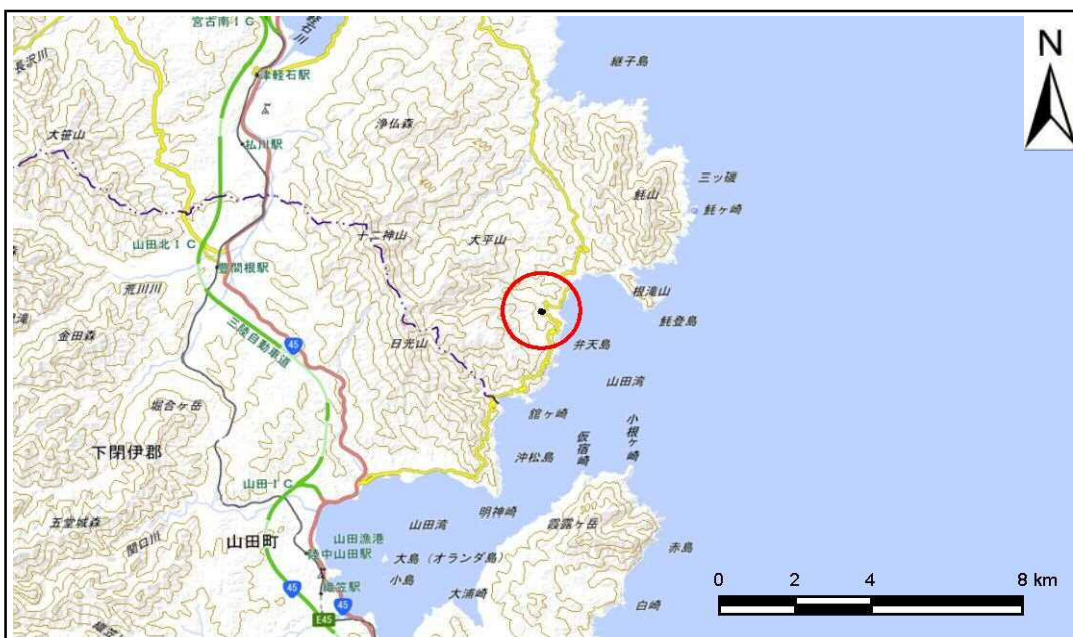 宮古南IC
継子島
N
長沢川
津軽石駅
浄仏森
大笹山
払川駅
400
三ッ磯
魹山
魹ヶ崎
十二神山
大平山
山田北IC
豊間根駅
荒川川
根滝山
金田森
三陸自動車道
45
日光山
魹登島
弁天島
山田湾
堀合ヶ岳
館ヶ崎
小根ヶ崎
仮宿崎
下閉伊郡
沖松島
山田IC
明神崎
霞露ヶ岳
五堂城森
山田湾
関口川
山田町
山田漁港
陸中山田駅
大島(オランダ島)
赤島
小島
織笠駅
大浦崎
45
45
E45
白崎
0 2 4 8 km